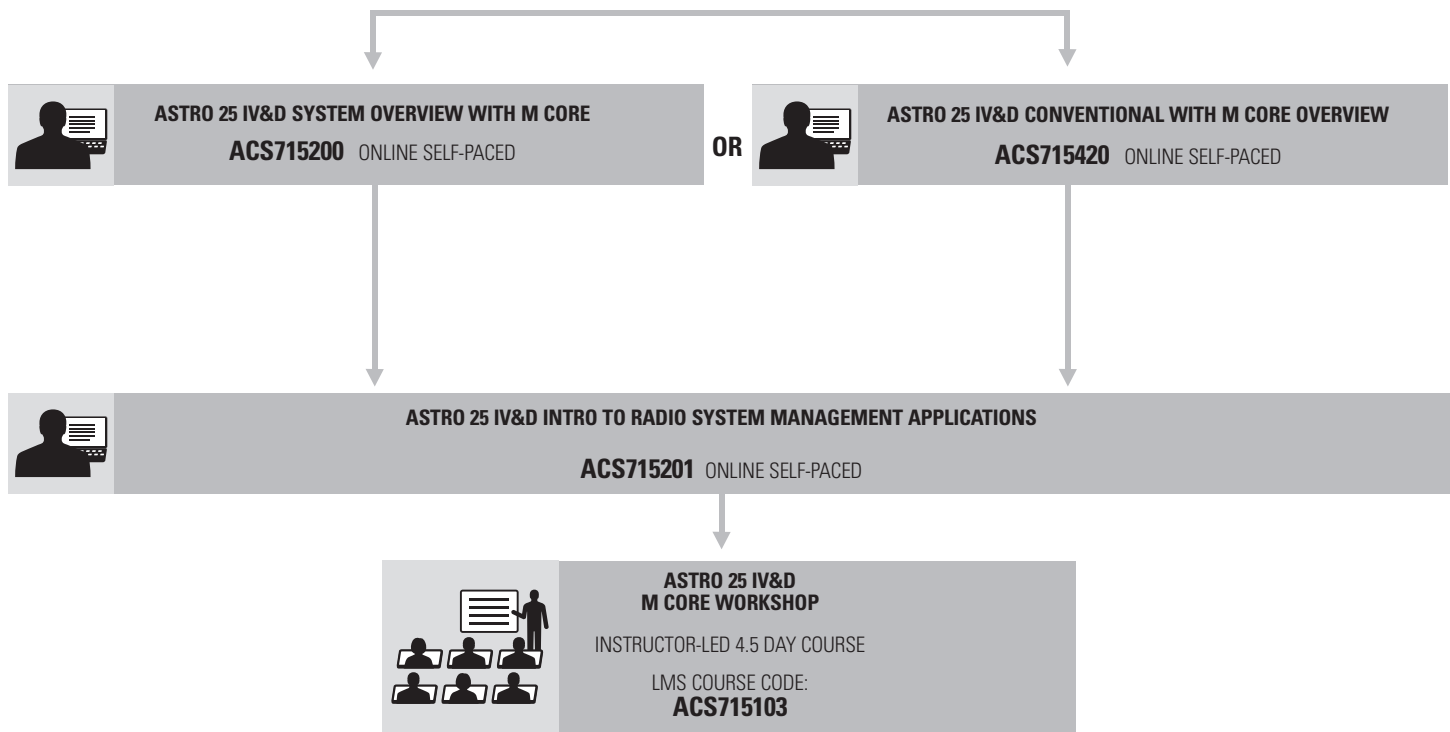 ASTRO 25 IV&D SYSTEM OVERVIEW WITH M CORE
ACS715200 ONLINE SELF-PACED
OR
ASTRO 25 IV&D CONVENTIONAL WITH M CORE OVERVIEW
ACS715420 ONLINE SELF-PACED
ASTRO 25 IV&D INTRO TO RADIO SYSTEM MANAGEMENT APPLICATIONS
ACS715201 ONLINE SELF-PACED
ASTRO 25 IV&D
M CORE WORKSHOP
INSTRUCTOR-LED 4.5 DAY COURSE
LMS COURSE CODE:
ACS715103